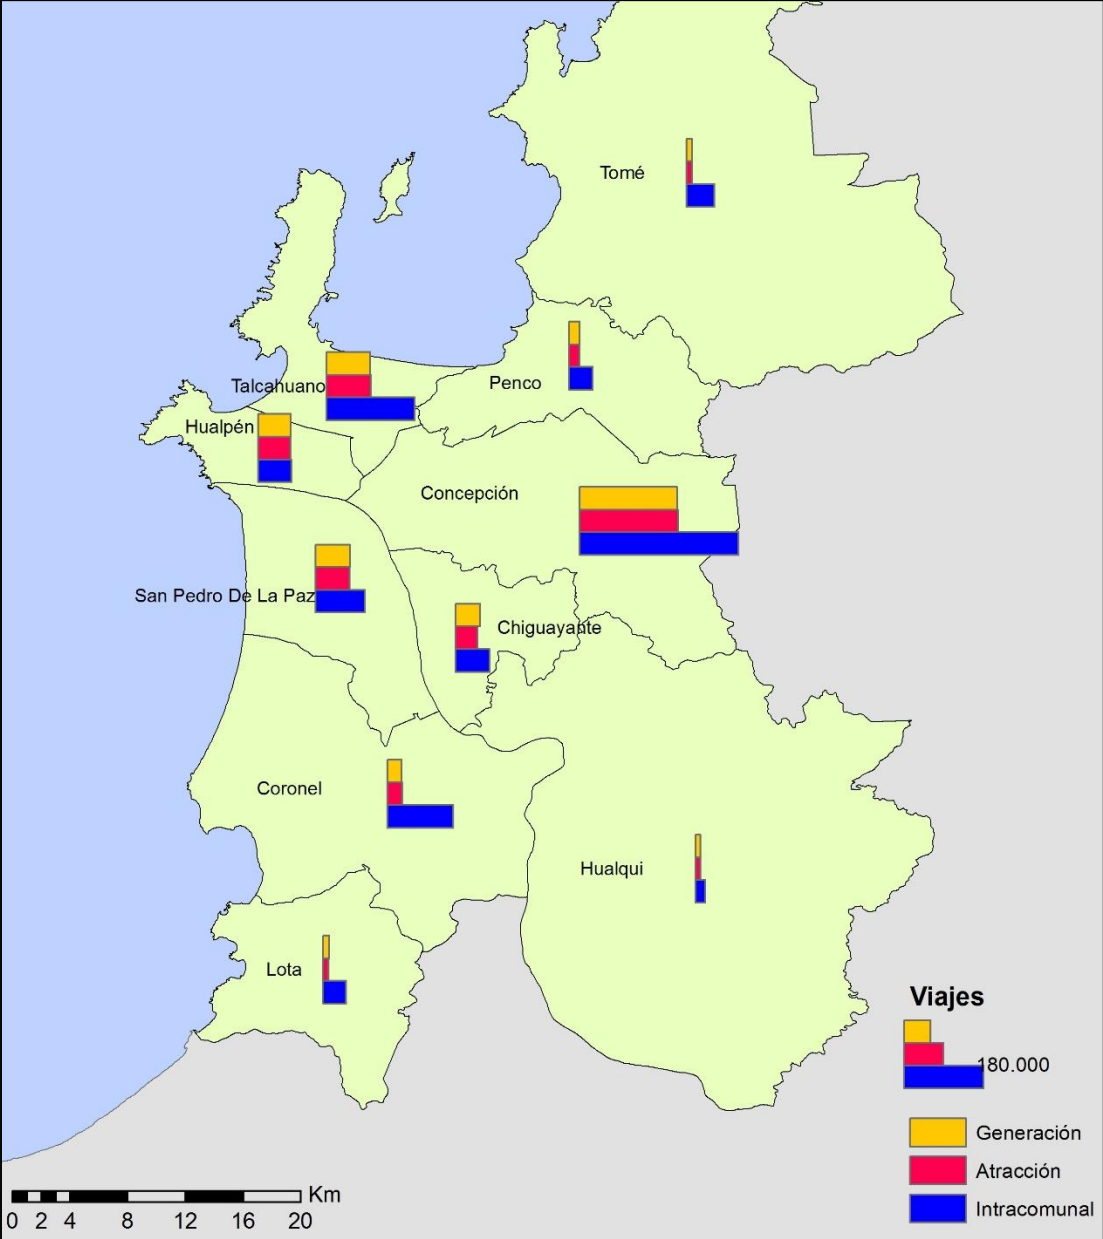 Tomé
Talcahuano
Penco
Hualpén
Concepción
San Pedro De La Paz
Chiguayante
Coronel
Hualqui
Lota
Viajes
180.000
Generación
Atracción
Intracomunal
Km
0 2 4 8 12 16 20